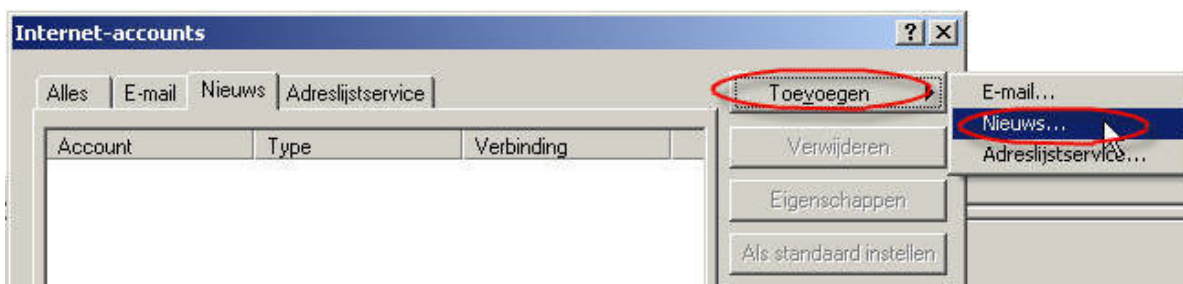 Internet-accounts
Alles E-mail Nieuws Adreslijstservice
Toevoegen
E-mail...
Nieuws...
Adreslijstservice...
Account Type Verbinding
Verwijderen
Eigenschappen
Als standaard instellen